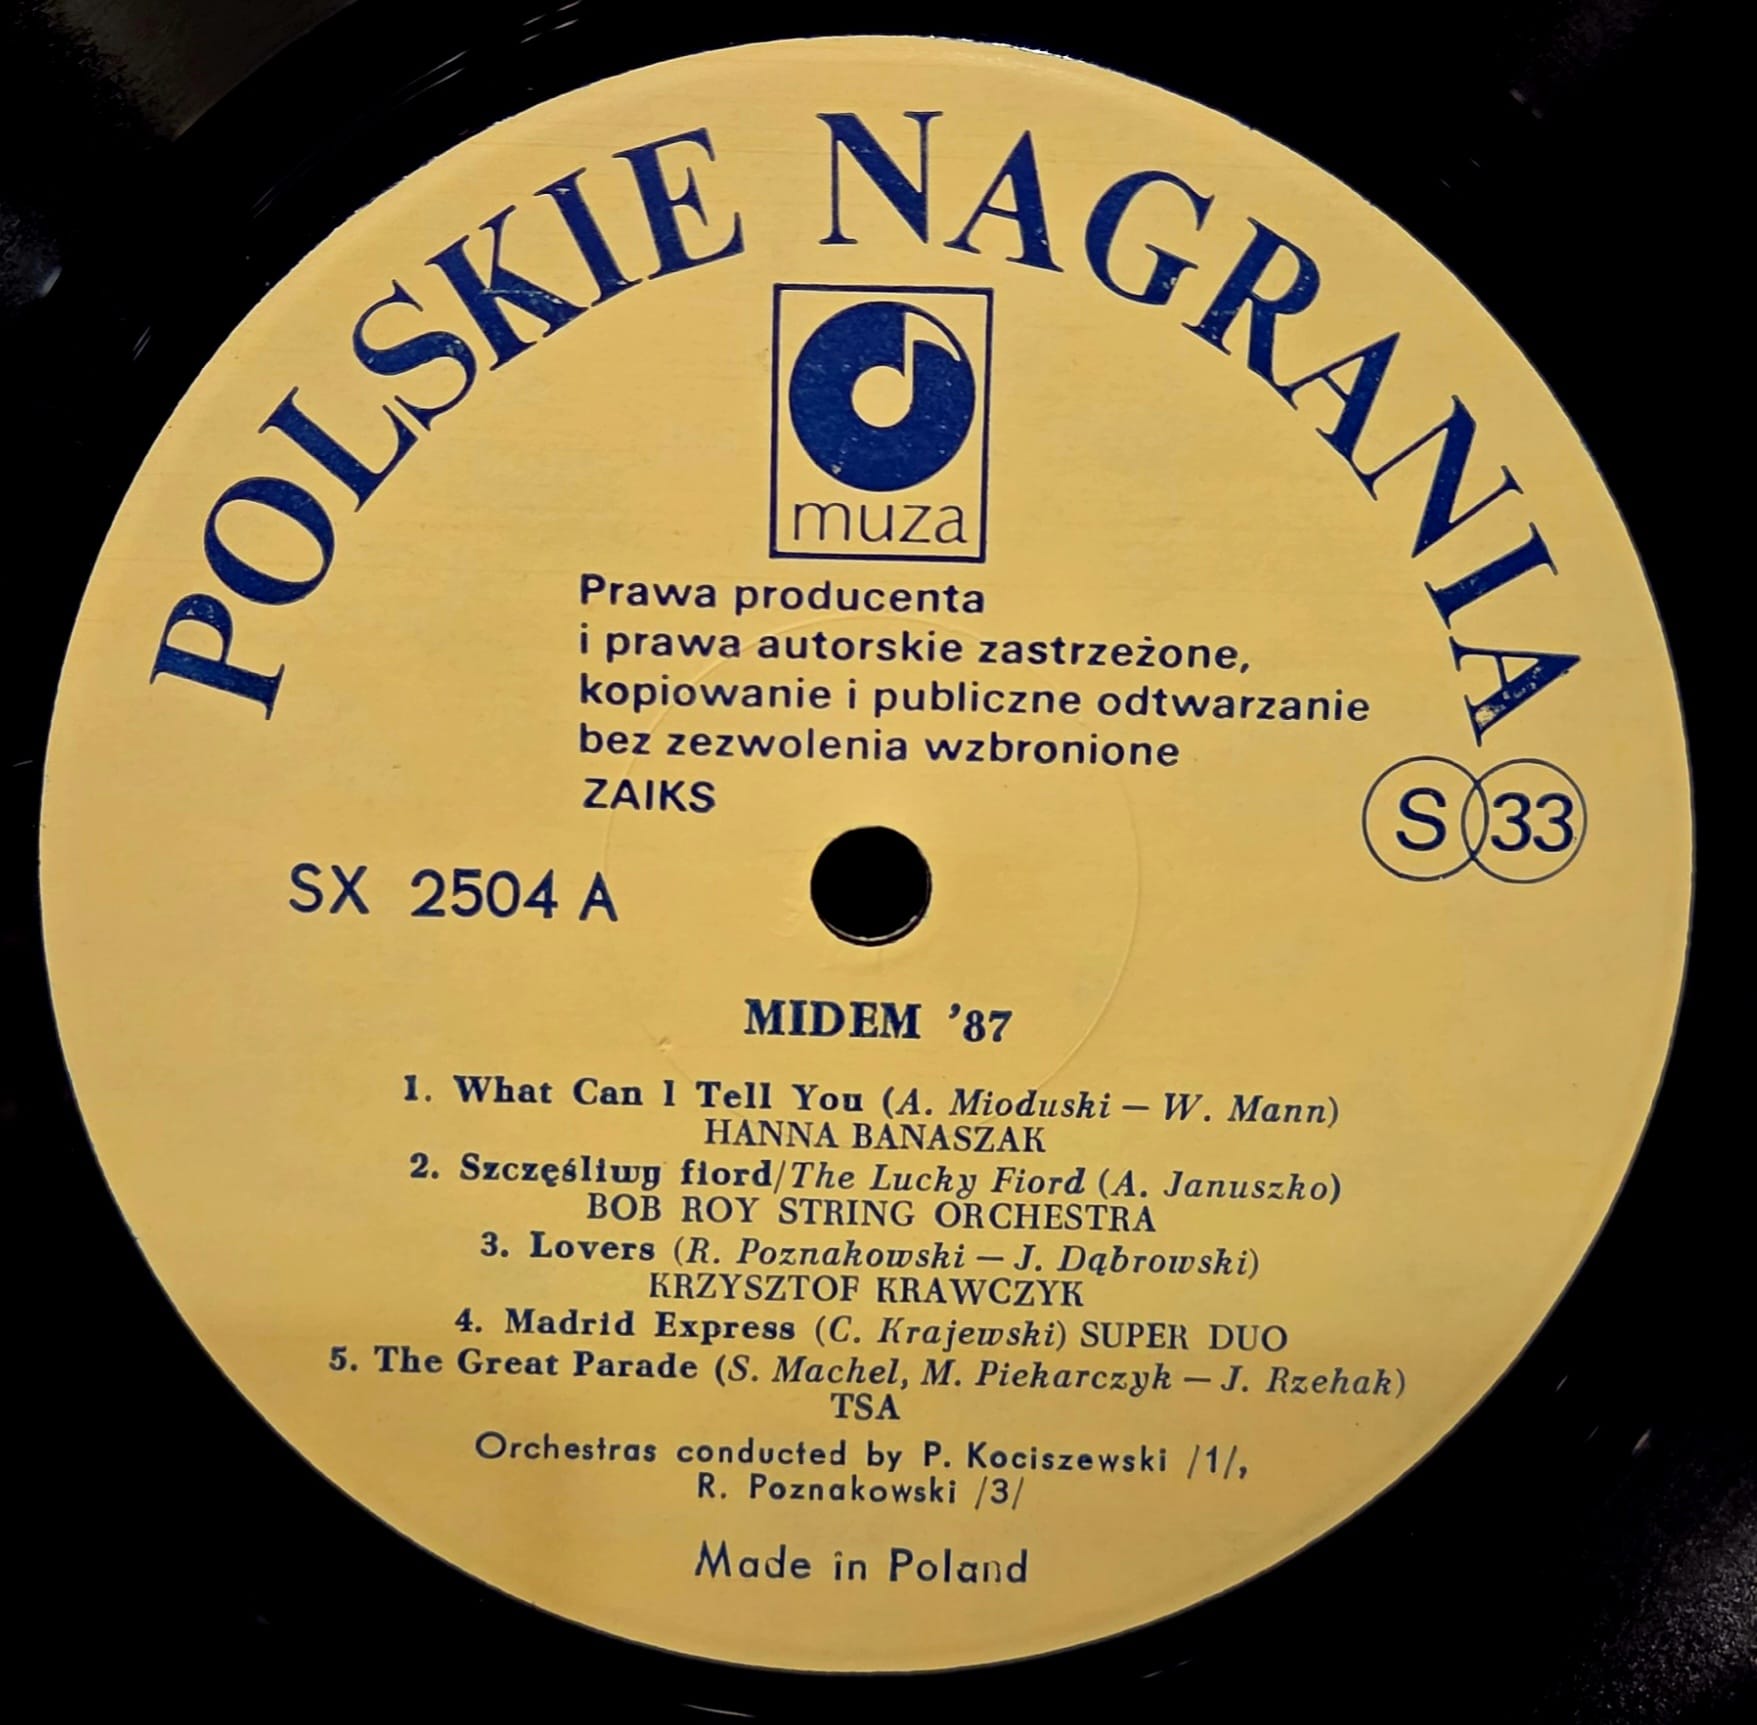 POLSKIE NAGRANIA
muza
Prawa producenta
i prawa autorskie zastrzeżone,
kopiowanie i publiczne odtwarzanie
bez zezwolenia wzbronione
ZAIKS
S 33
SX 2504 A
MIDEM '87
1. What Can I Tell You (A. Mioduski — W. Mann)
HANNA BANASZAK
2. Szczęśliwy fiord/The Lucky Fiord (A. Januszko)
BOB ROY STRING ORCHESTRA
3. Lovers (R. Poznakowski — J. Dąbrowski)
KRZYSZTOF KRAWCZYK
4. Madrid Express (C. Krajewski) SUPER DUO
5. The Great Parade (S. Machel, M. Piekarczyk — J. Rzehak)
TSA
Orchestras conducted by P. Kociszewski /1/,
R. Poznakowski /3/
Made in Poland